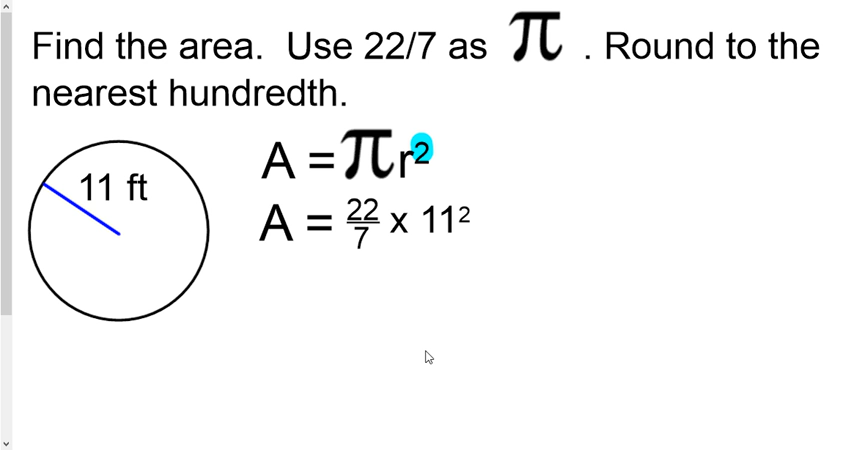 Find the area.  Use 22/7 as π . Round to the
nearest hundredth.
11 ft
A = πr²
A = 22/7 x 11²